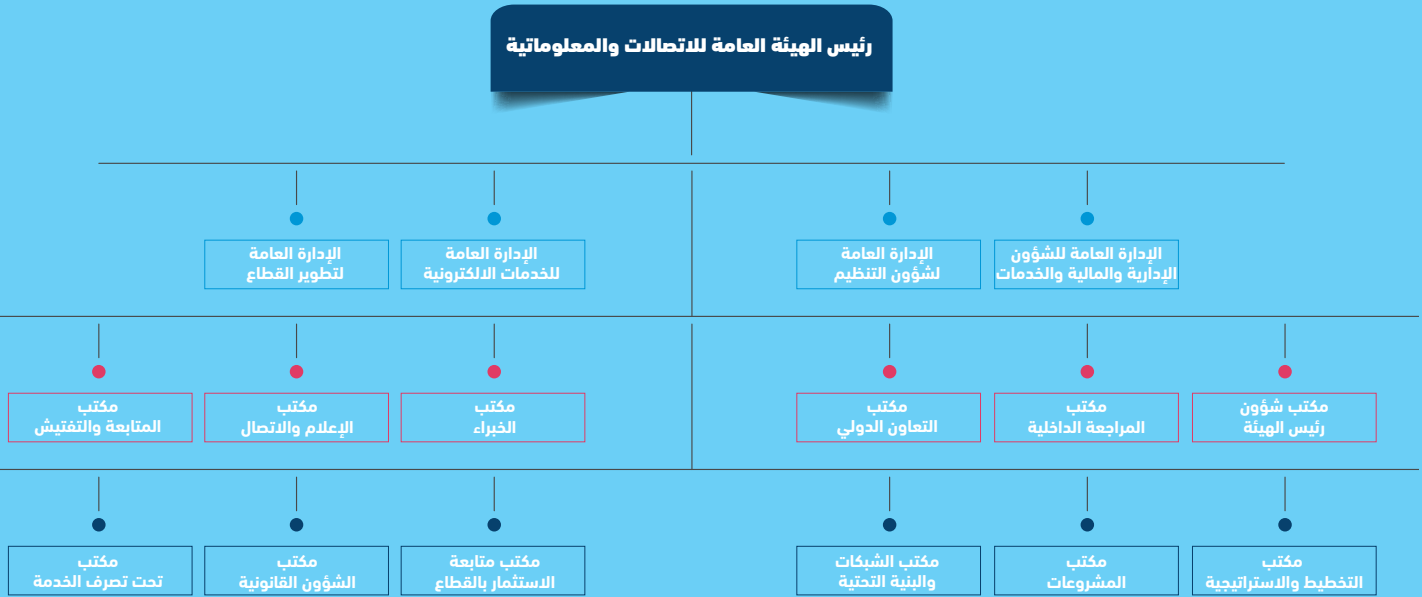 رئيس الهيئة العامة للاتصالات والمعلوماتية
الإدارة العامة للشؤون
الإدارية والمالية والخدمات
الإدارة العامة
لشؤون التنظيم
الإدارة العامة
للخدمات الالكترونية
الإدارة العامة
لتطوير القطاع
مكتب شؤون
رئيس الهيئة
مكتب
المراجعة الداخلية
مكتب
التعاون الدولي
مكتب
الخبراء
مكتب
الإعلام والاتصال
مكتب
المتابعة والتفتيش
مكتب
التخطيط والاستراتيجية
مكتب
المشروعات
مكتب الشبكات
والبنية التحتية
مكتب متابعة
الاستثمار بالقطاع
مكتب
الشؤون القانونية
مكتب
تحت تصرف الخدمة